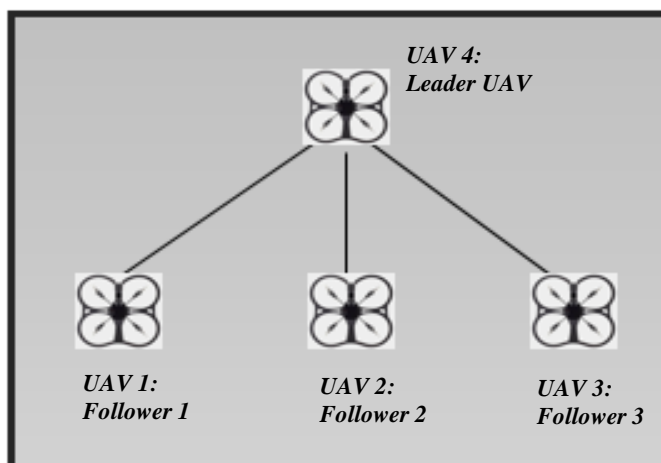 UAV 4:
Leader UAV
UAV 1:
Follower 1
UAV 2:
Follower 2
UAV 3:
Follower 3